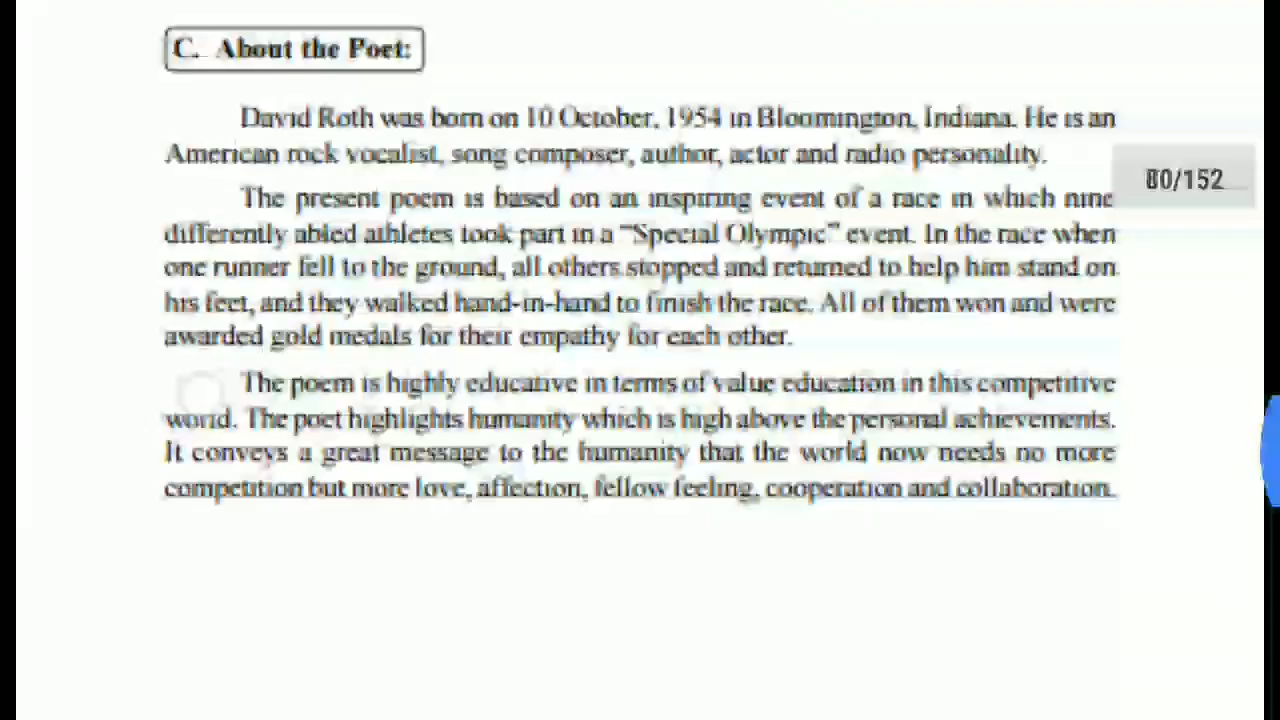 C. About the Poet:
David Roth was born on 10 October, 1954 in Bloomington, Indiana. He is an
American rock vocalist, song composer, author, actor and radio personality.
80/152
The present poem is based on an inspiring event of a race in which nine
differently abled athletes took part in a “Special Olympic” event. In the race when
one runner fell to the ground, all others stopped and returned to help him stand on
his feet, and they walked hand-in-hand to finish the race. All of them won and were
awarded gold medals for their empathy for each other.
The poem is highly educative in terms of value education in this competitive
world. The poet highlights humanity which is high above the personal achievements.
It conveys a great message to the humanity that the world now needs no more
competition but more love, affection, fellow feeling, cooperation and collaboration.